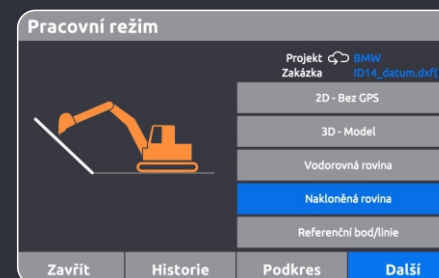 Pracovní režim
Projekt BMW
Zakázka ID14_datum.dxf(
2D - Bez GPS
3D - Model
Vodorovná rovina
Nakloněná rovina
Referenční bod/linie
Zavřít Historie Podkres Další